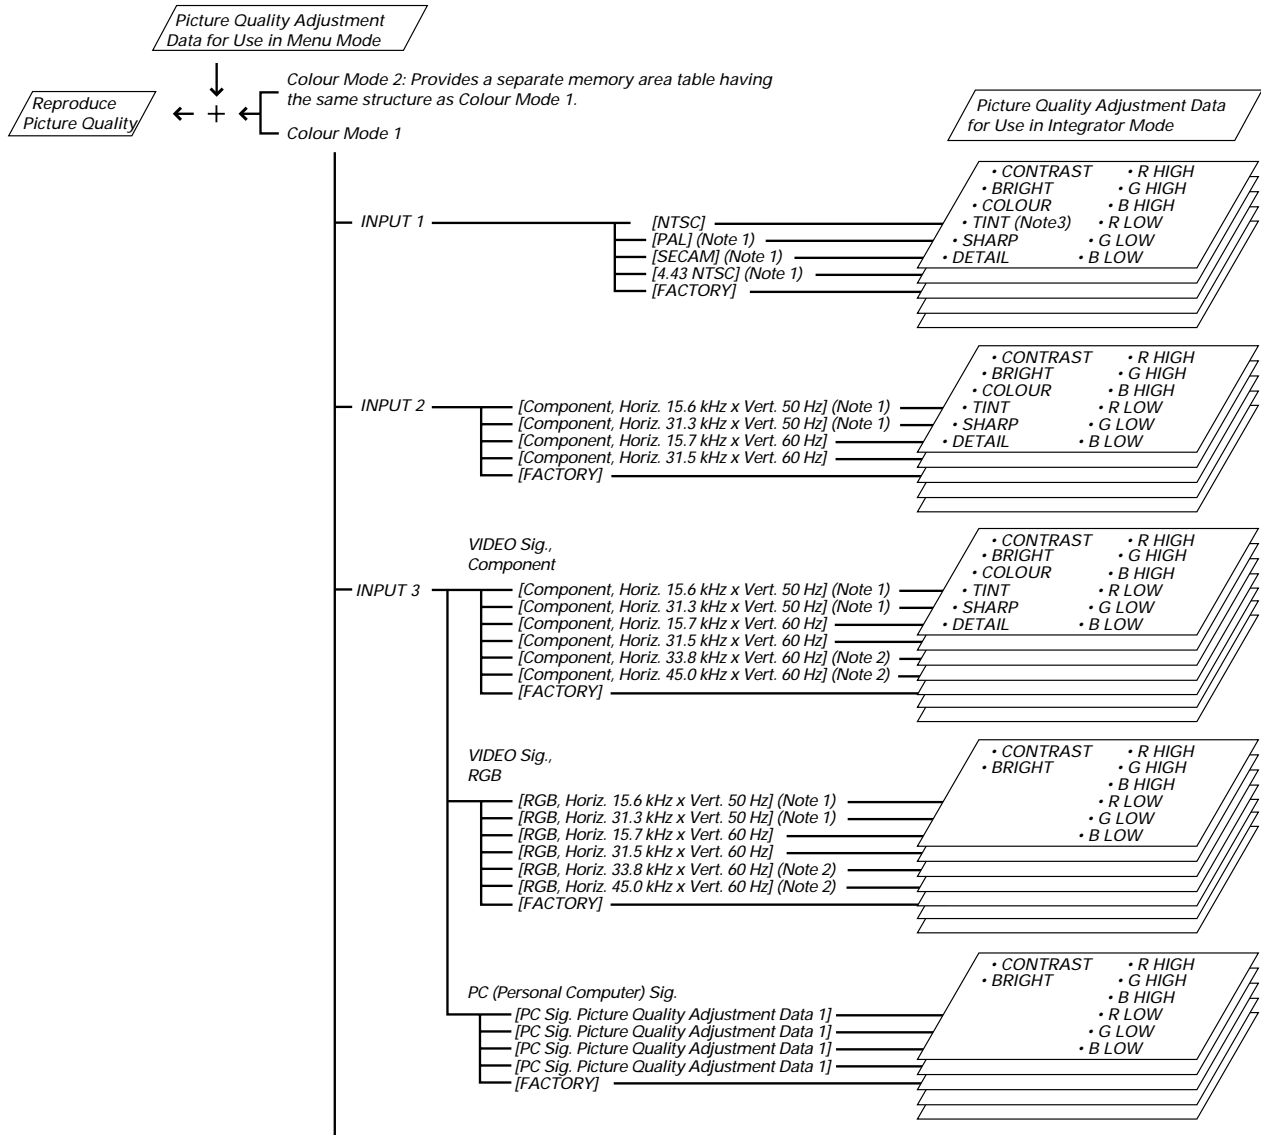 Picture Quality Adjustment
Data for Use in Menu Mode
Colour Mode 2: Provides a separate memory area table having
the same structure as Colour Mode 1.
Reproduce
Picture Quality
+
Colour Mode 1
Picture Quality Adjustment Data
for Use in Integrator Mode
INPUT 1
[NTSC]
[PAL] (Note 1)
[SECAM] (Note 1)
[4.43 NTSC] (Note 1)
[FACTORY]
• CONTRAST • R HIGH
• BRIGHT • G HIGH
• COLOUR • B HIGH
• TINT (Note3) • R LOW
• SHARP • G LOW
• DETAIL • B LOW
INPUT 2
[Component, Horiz. 15.6 kHz x Vert. 50 Hz] (Note 1)
[Component, Horiz. 31.3 kHz x Vert. 50 Hz] (Note 1)
[Component, Horiz. 15.7 kHz x Vert. 60 Hz]
[Component, Horiz. 31.5 kHz x Vert. 60 Hz]
[FACTORY]
• CONTRAST • R HIGH
• BRIGHT • G HIGH
• COLOUR • B HIGH
• TINT • R LOW
• SHARP • G LOW
• DETAIL • B LOW
INPUT 3
VIDEO Sig.,
Component
[Component, Horiz. 15.6 kHz x Vert. 50 Hz] (Note 1)
[Component, Horiz. 31.3 kHz x Vert. 50 Hz] (Note 1)
[Component, Horiz. 15.7 kHz x Vert. 60 Hz]
[Component, Horiz. 31.5 kHz x Vert. 60 Hz]
[Component, Horiz. 33.8 kHz x Vert. 60 Hz] (Note 2)
[Component, Horiz. 45.0 kHz x Vert. 60 Hz] (Note 2)
[FACTORY]
• CONTRAST • R HIGH
• BRIGHT • G HIGH
• COLOUR • B HIGH
• TINT • R LOW
• SHARP • G LOW
• DETAIL • B LOW
VIDEO Sig.,
RGB
[RGB, Horiz. 15.6 kHz x Vert. 50 Hz] (Note 1)
[RGB, Horiz. 31.3 kHz x Vert. 50 Hz] (Note 1)
[RGB, Horiz. 15.7 kHz x Vert. 60 Hz]
[RGB, Horiz. 31.5 kHz x Vert. 60 Hz]
[RGB, Horiz. 33.8 kHz x Vert. 60 Hz] (Note 2)
[RGB, Horiz. 45.0 kHz x Vert. 60 Hz] (Note 2)
[FACTORY]
• CONTRAST • R HIGH
• BRIGHT • G HIGH
• B HIGH
• R LOW
• G LOW
• B LOW
PC (Personal Computer) Sig.
[PC Sig. Picture Quality Adjustment Data 1]
[PC Sig. Picture Quality Adjustment Data 1]
[PC Sig. Picture Quality Adjustment Data 1]
[PC Sig. Picture Quality Adjustment Data 1]
[FACTORY]
• CONTRAST • R HIGH
• BRIGHT • G HIGH
• B HIGH
• R LOW
• G LOW
• B LOW